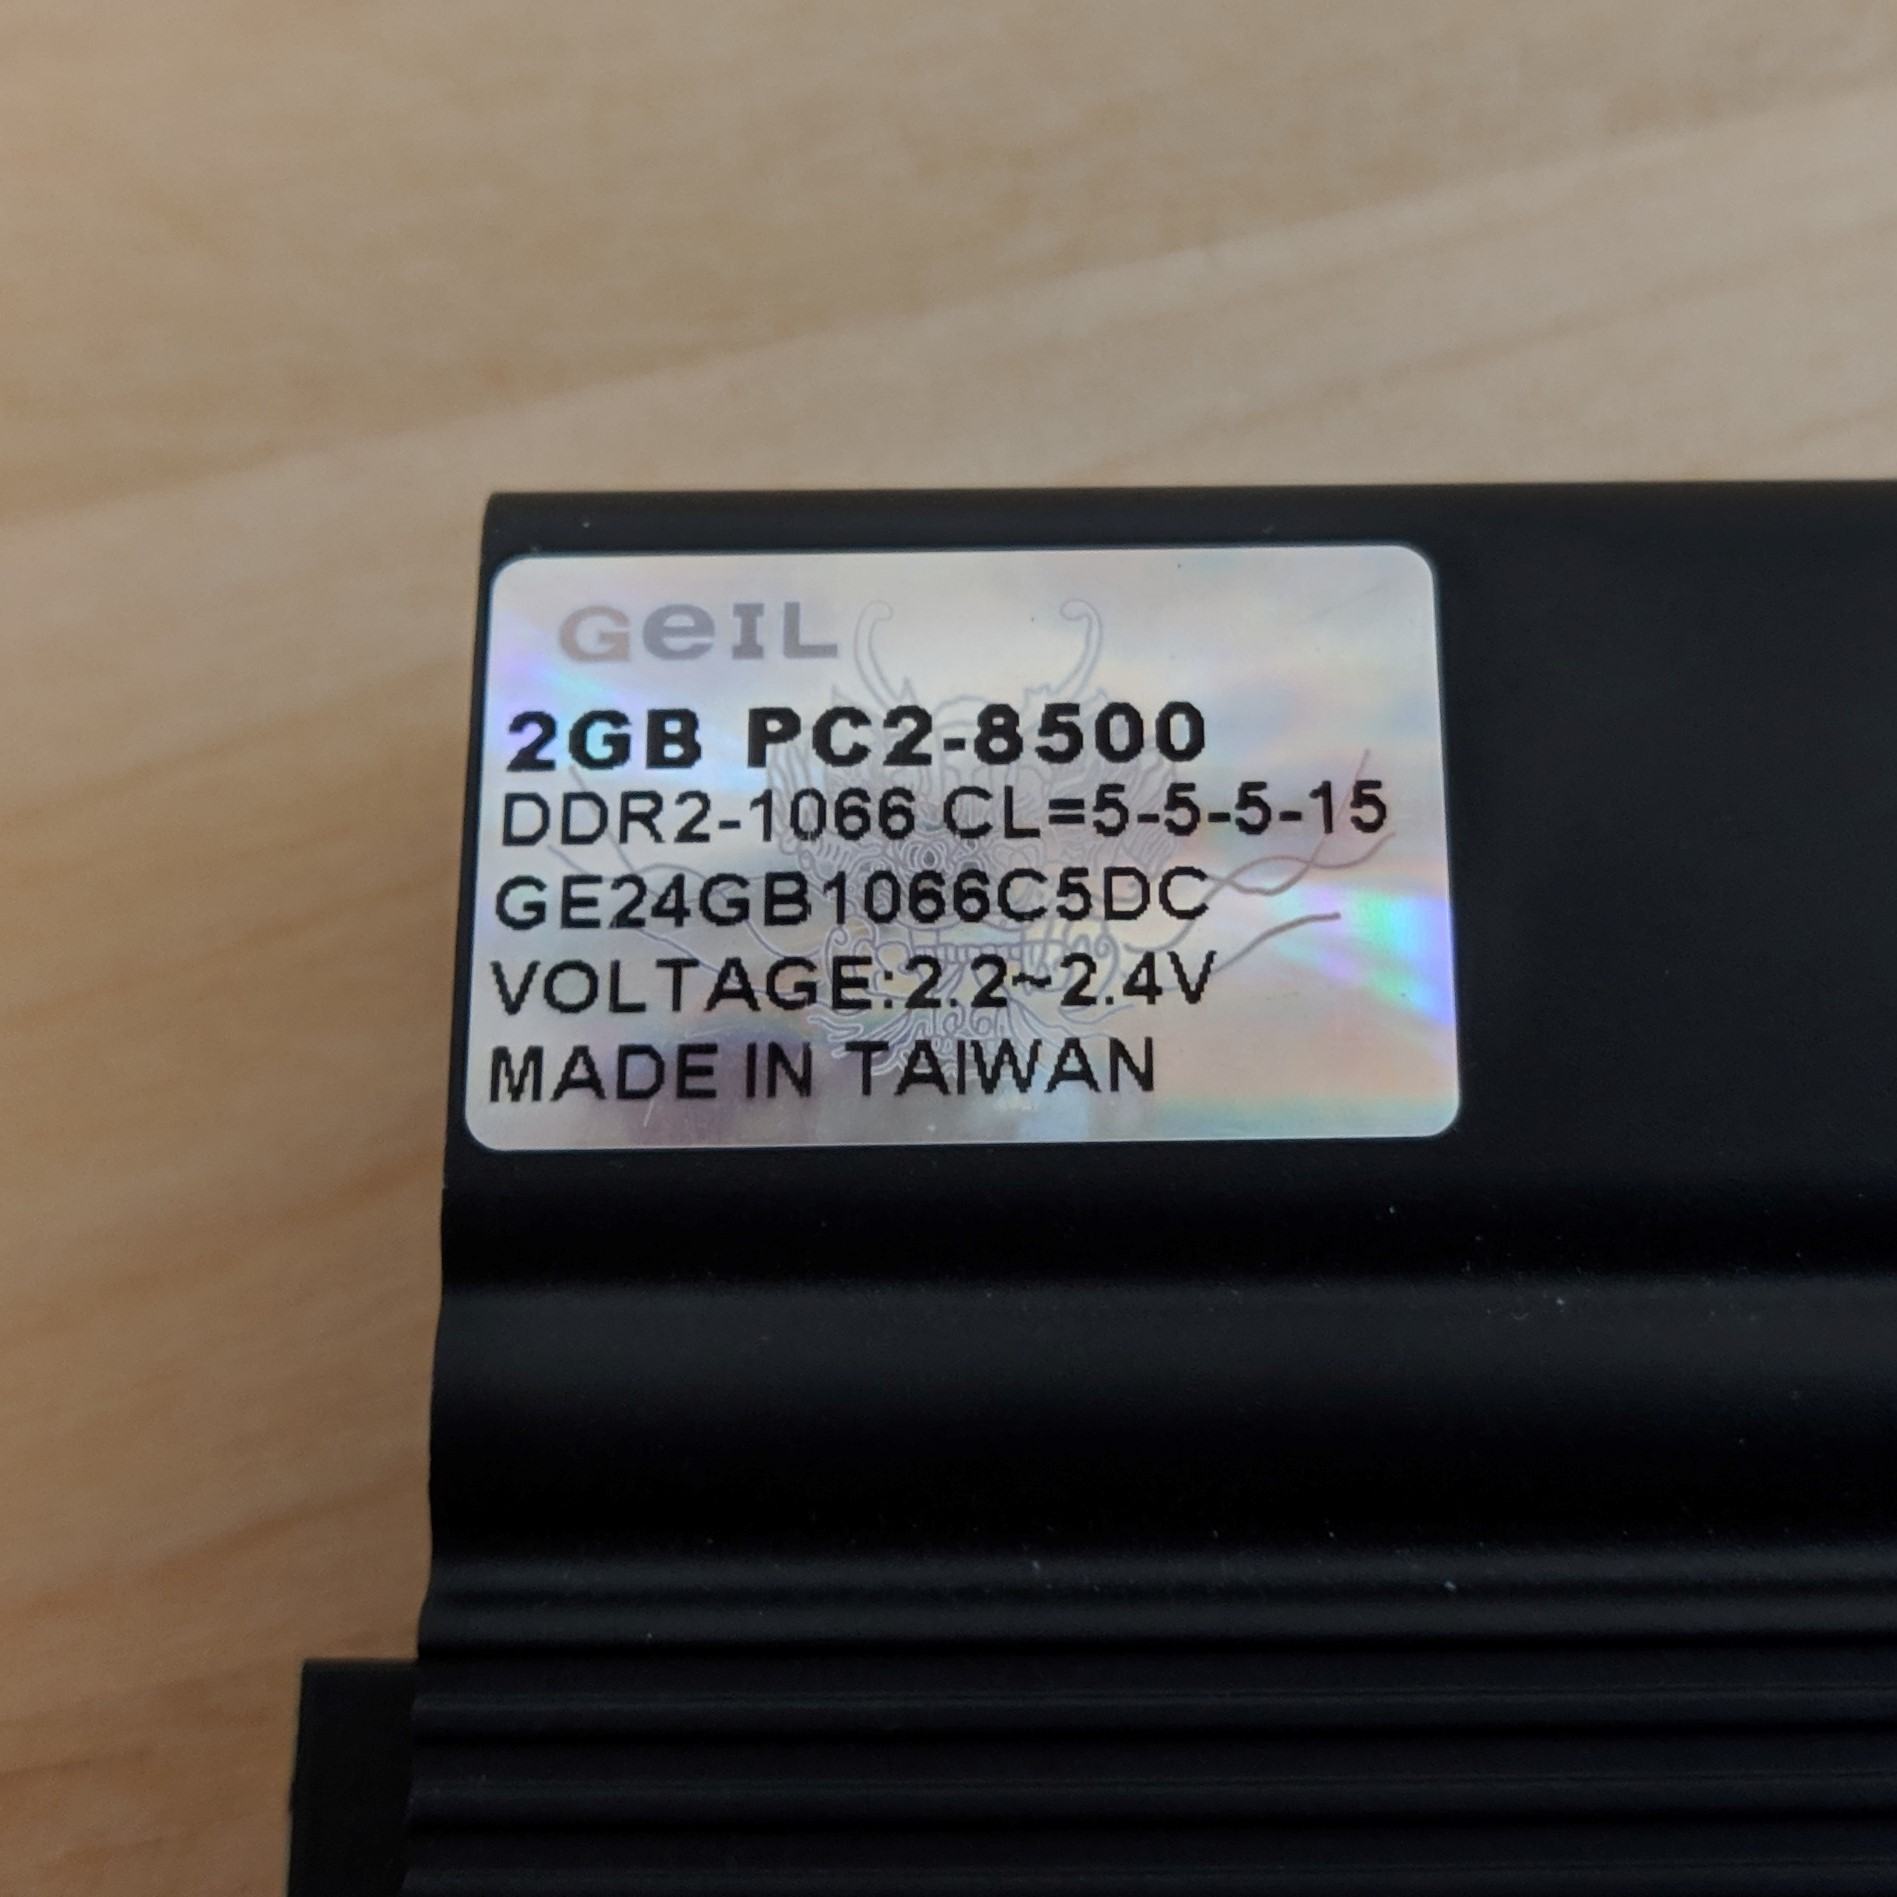 GeIL
2GB PC2-8500
DDR2-1066 CL=5-5-5-15
GE24GB1066C5DC
VOLTAGE:2.2~2.4V
MADE IN TAIWAN